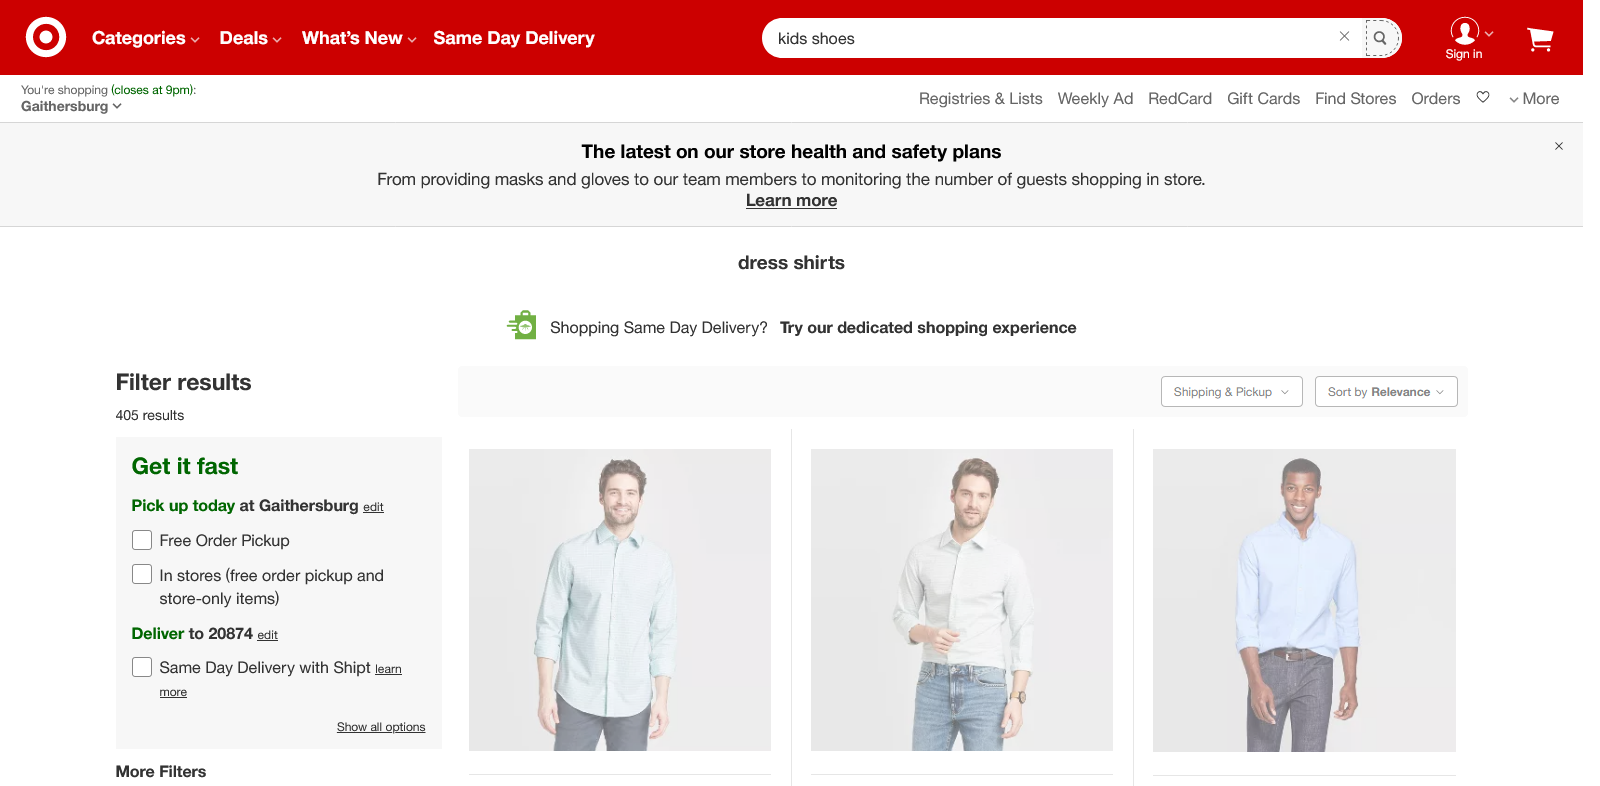 Categories Deals What's New Same Day Delivery kids shoes Sign in
You're shopping (closes at 9pm):
Gaithersburg
Registries & Lists Weekly Ad RedCard Gift Cards Find Stores Orders More
The latest on our store health and safety plans
From providing masks and gloves to our team members to monitoring the number of guests shopping in store.
Learn more
dress shirts
Shopping Same Day Delivery? Try our dedicated shopping experience
Filter results
405 results
Shipping & Pickup
Sort by Relevance
Get it fast
Pick up today at Gaithersburg edit
Free Order Pickup
In stores (free order pickup and
store-only items)
Deliver to 20874 edit
Same Day Delivery with Shipt learn
more
Show all options
More Filters